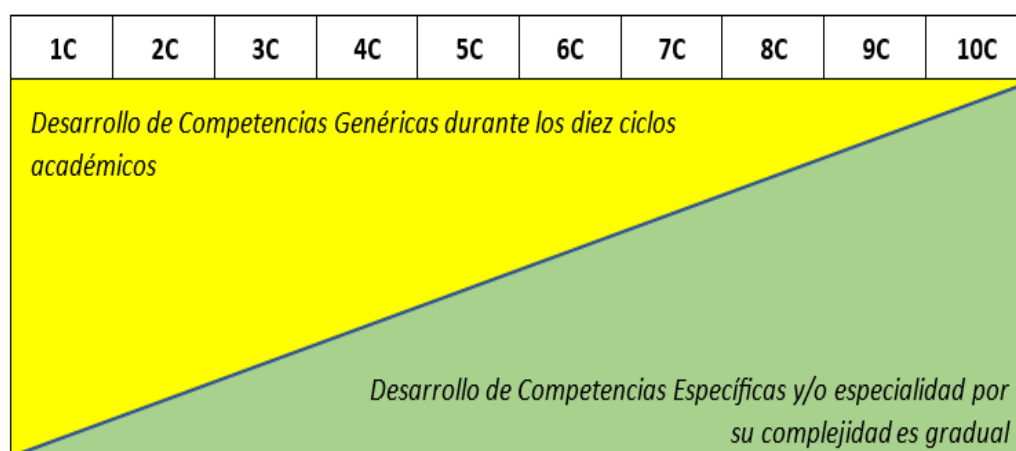 1C 2C 3C 4C 5C 6C 7C 8C 9C 10C
Desarrollo de Competencias Genéricas durante los diez ciclos
académicos
Desarrollo de Competencias Específicas y/o especialidad por
su complejidad es gradual